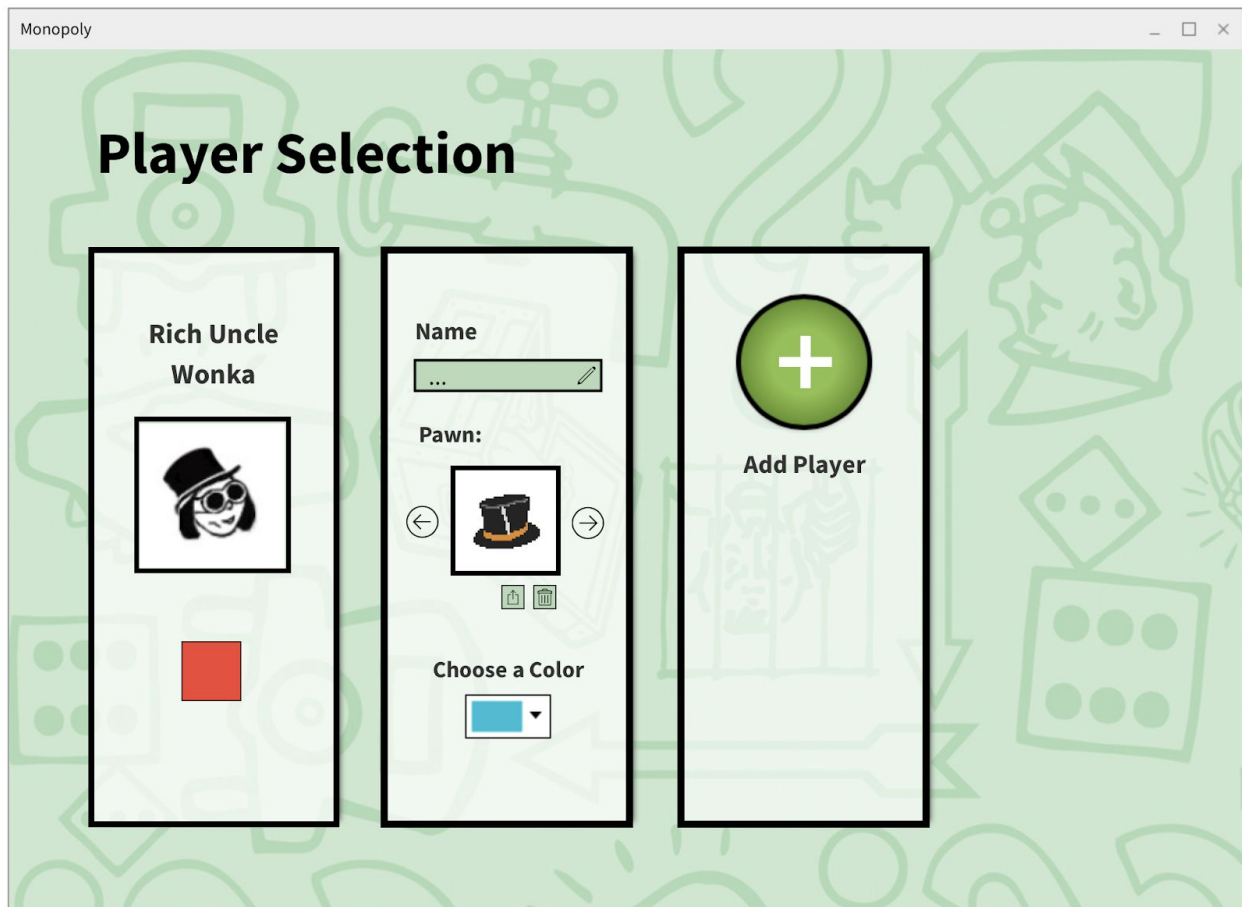 Monopoly
Player Selection
Rich Uncle
Wonka
Name
...
Pawn:
Choose a Color
Add Player